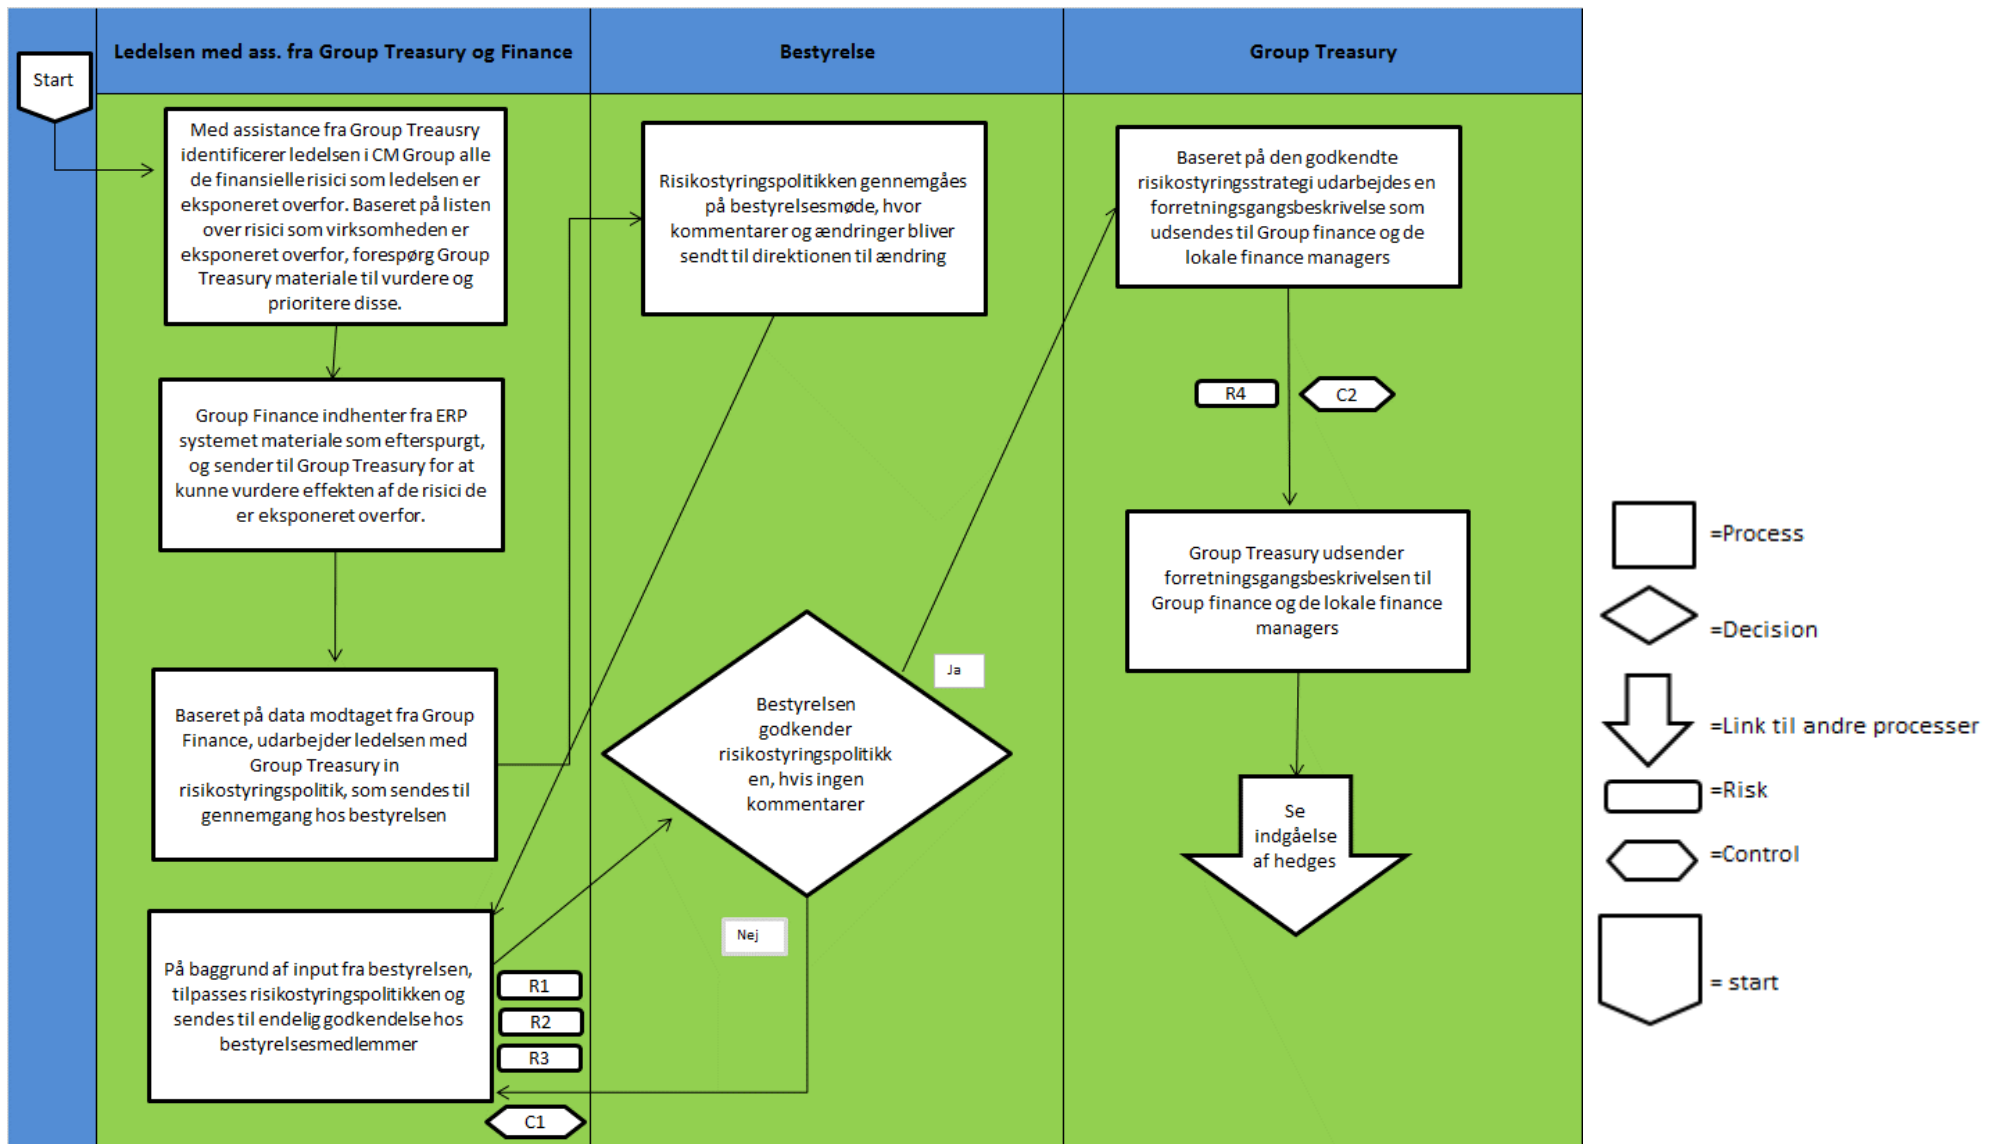 Ledelsen med ass. fra Group Treasury og Finance
Bestyrelse
Group Treasury
Start
Med assistance fra Group Treausry
identificerer ledelsen i CM Group alle
de finansielle risici som ledelsen er
eksponeret overfor. Baseret på listen
over risici som virksomheden er
eksponeret overfor, forespørg Group
Treasury materiale til vurdere og
prioritere disse.
Group Finance indhenter fra ERP
systemet materiale som efterspurgt,
og sender til Group Treasury for at
kunne vurdere effekten af de risici de
er eksponeret overfor.
Baseret på data modtaget fra Group
Finance, udarbejder ledelsen med
Group Treasury in
risikostyringspolitik, som sendes til
gennemgang hos bestyrelsen
På baggrund af input fra bestyrelsen,
tilpasses risikostyringspolitikken og
sendes til endelig godkendelse hos
bestyrelsesmedlemmer
R1
R2
R3
C1
Risikostyringspolitikken gennemgåes
på bestyrelsesmøde, hvor
kommentarer og ændringer bliver
sendt til direktionen til ændring
Bestyrelsen
godkender
risikostyringspolitikk
en, hvis ingen
kommentarer
Ja
Nej
Baseret på den godkendte
risikostyringsstrategi udarbejdes en
forretningsgangsbeskrivelse som
udsendes til Group finance og de
lokale finance managers
R4
C2
Group Treasury udsender
forretningsgangsbeskrivelsen til
Group finance og de lokale finance
managers
Se
indgåelse
af hedges
=Process
=Decision
=Link til andre processer
=Risk
=Control
= start